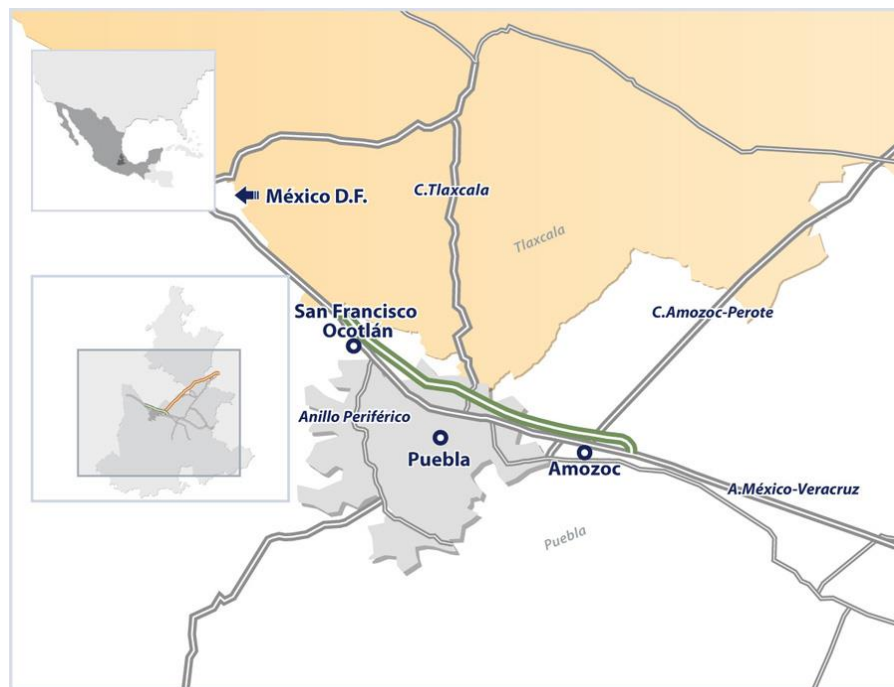 México D.F.
C.Tlaxcala
Tlaxcala
San Francisco
Ocotlán
C.Amozoc-Perote
Anillo Periférico
Puebla
Amozoc
A.México-Veracruz
Puebla